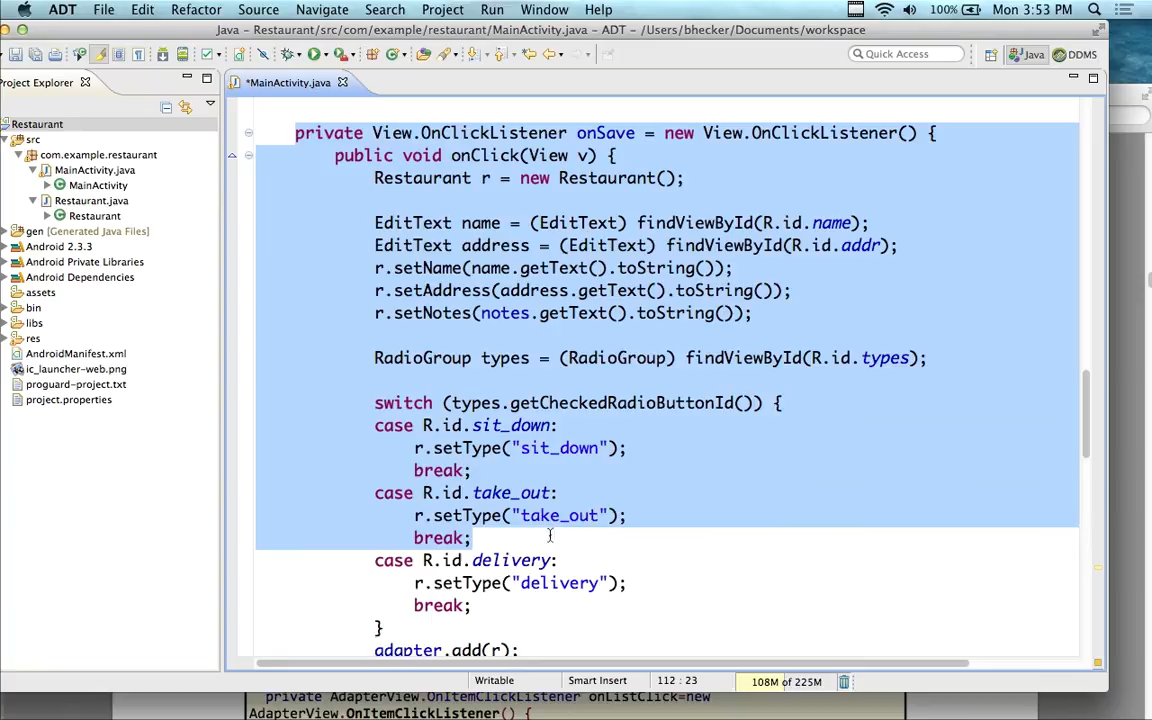 ADT File Edit Refactor Source Navigate Search Project Run Window Help 100% Mon 3:53 PM
Java - Restaurant/src/com/example/restaurant/MainActivity.java - ADT - /Users/bhecker/Documents/workspace
Quick Access Java DDMS
Project Explorer
*MainActivity.java
Restaurant
src
com.example.restaurant
MainActivity.java
MainActivity
Restaurant.java
Restaurant
gen [Generated Java Files]
Android 2.3.3
Android Private Libraries
Android Dependencies
assets
bin
libs
res
AndroidManifest.xml
ic_launcher-web.png
proguard-project.txt
project.properties
private View.OnClickListener onSave = new View.OnClickListener() {
public void onClick(View v) {
Restaurant r = new Restaurant();
EditText name = (EditText) findViewById(R.id.name);
EditText address = (EditText) findViewById(R.id.addr);
r.setName(name.getText().toString());
r.setAddress(address.getText().toString());
r.setNotes(notes.getText().toString());
RadioGroup types = (RadioGroup) findViewById(R.id.types);
switch (types.getCheckedRadioButtonId()) {
case R.id.sit_down:
r.setType("sit_down");
break;
case R.id.take_out:
r.setType("take_out");
break;
case R.id.delivery:
r.setType("delivery");
break;
}
adapter.add(r);
Writable Smart Insert 112 : 23 108M of 225M
private AdapterView.OnItemClickListener onListClick=new
AdapterView.OnItemClickListener() {